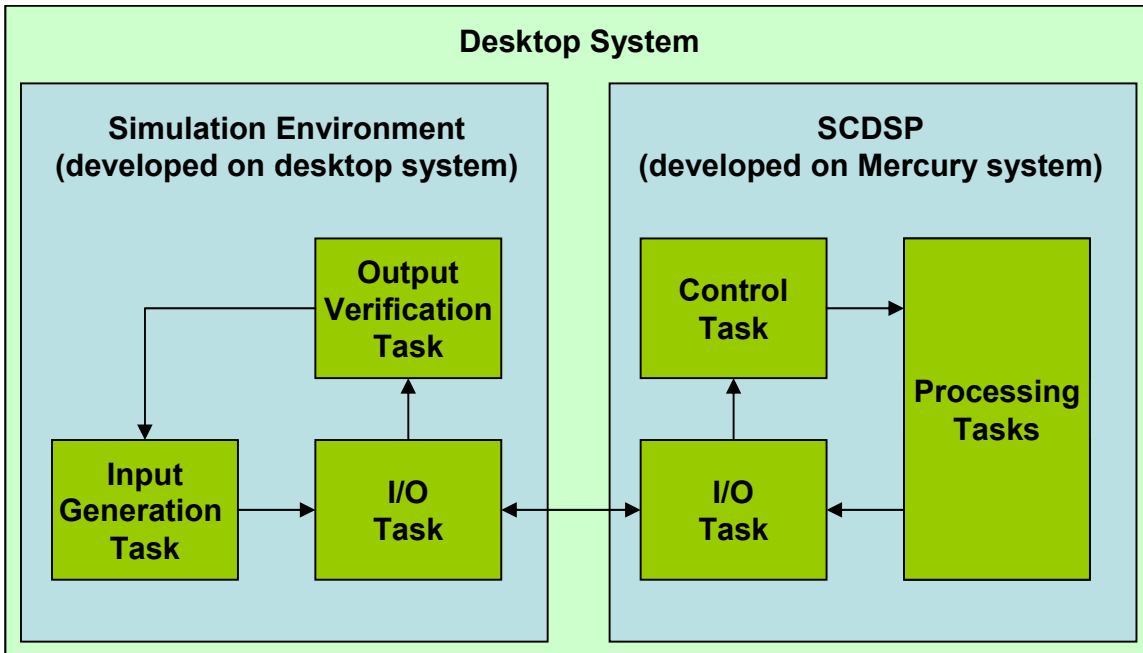 Desktop System
Simulation Environment
(developed on desktop system)
SCDSP
(developed on Mercury system)
Output
Verification
Task
Control
Task
Processing
Tasks
Input
Generation
Task
I/O
Task
I/O
Task